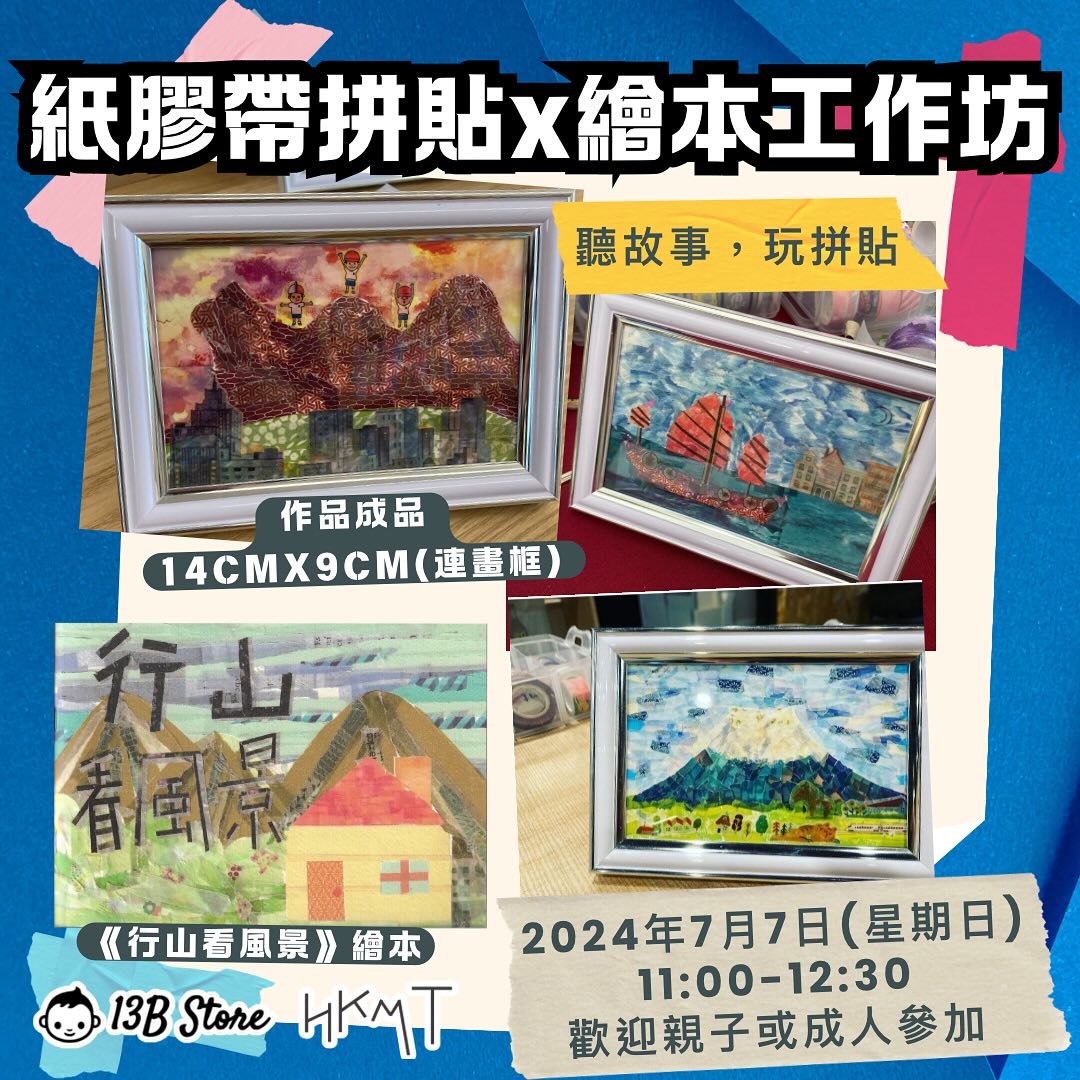 紙膠帶拼貼x繪本工作坊
聽故事，玩拼貼
作品成品
14CMX9CM(連畫框)
行山
看風景
《行山看風景》繪本
13B Store
HKMT
2024年7月7日(星期日)
11:00-12:30
歡迎親子或成人參加